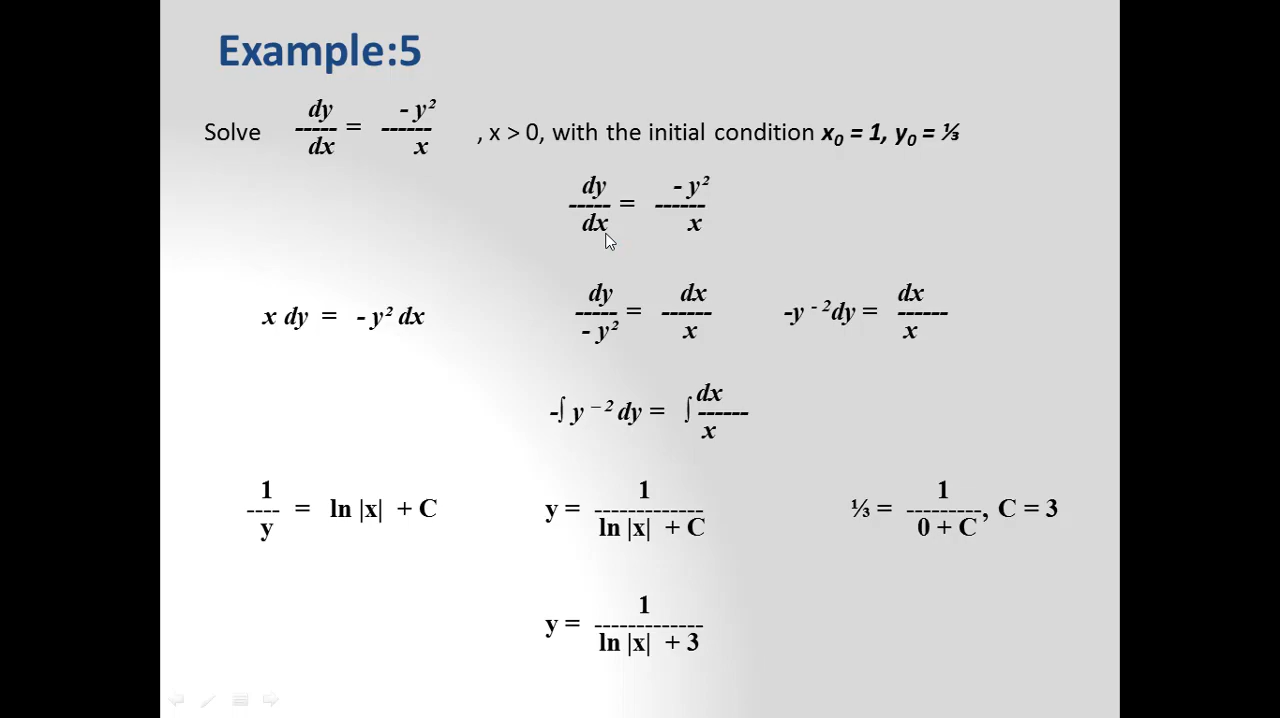 Example:5
Solve dy/dx = - y²/x , x > 0, with the initial condition x₀ = 1, y₀ = ⅓
dy/dx = - y²/x
x dy = - y² dx
dy/- y² = dx/x
-y ⁻ ²dy = dx/x
-∫ y ⁻ ² dy = ∫ dx/x
1/y = ln |x| + C
y = 1/ln |x| + C
⅓ = 1/0 + C, C = 3
y = 1/ln |x| + 3